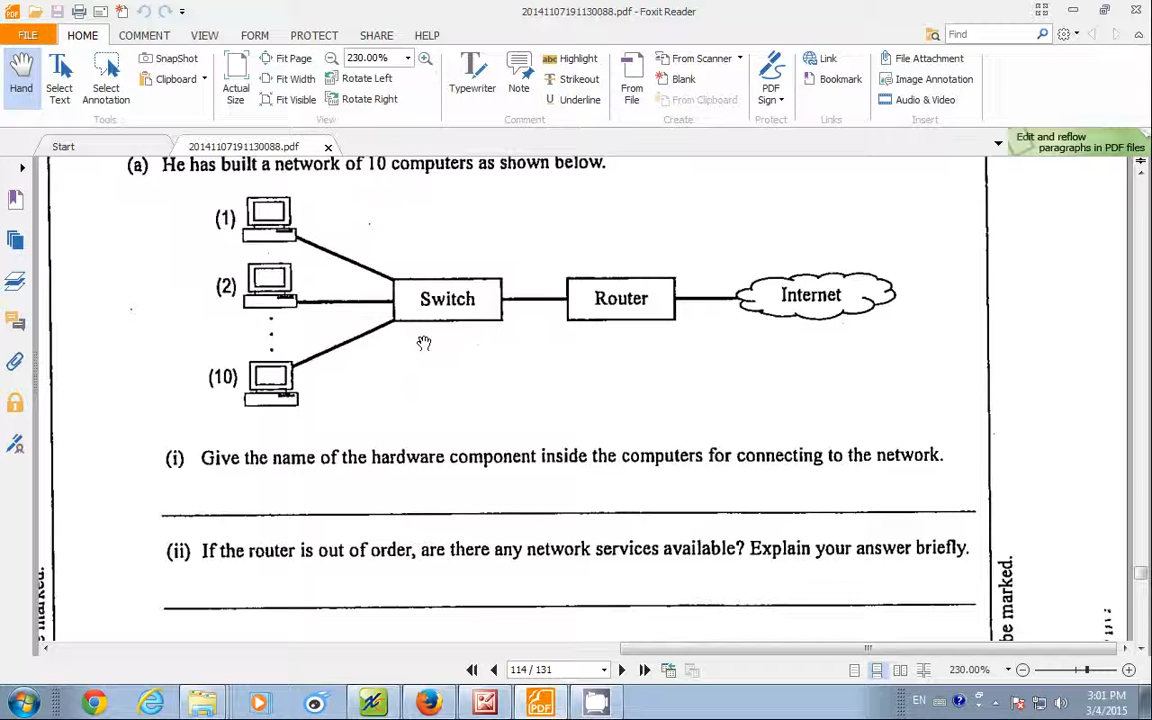 20141107191130088.pdf - Foxit Reader
FILE HOME COMMENT VIEW FORM PROTECT SHARE HELP
Find
Hand
Select Text
Select Annotation
SnapShot
Clipboard
Tools
Actual Size
Fit Page
Fit Width
Fit Visible
230.00%
Rotate Left
Rotate Right
View
Typewriter
Note
Highlight
Strikeout
Underline
Comment
From File
From Scanner
Blank
From Clipboard
Create
PDF Sign
Protect
Link
Bookmark
Links
File Attachment
Image Annotation
Audio & Video
Insert
Start
20141107191130088.pdf
Edit and reflow
paragraphs in PDF files
(a) He has built a network of 10 computers as shown below.
(1)
(2)
(10)
Switch
Router
Internet
(i) Give the name of the hardware component inside the computers for connecting to the network.
(ii) If the router is out of order, are there any network services available? Explain your answer briefly.
be marked.
114 / 131
230.00%
PDF
EN
3:01 PM
3/4/2015